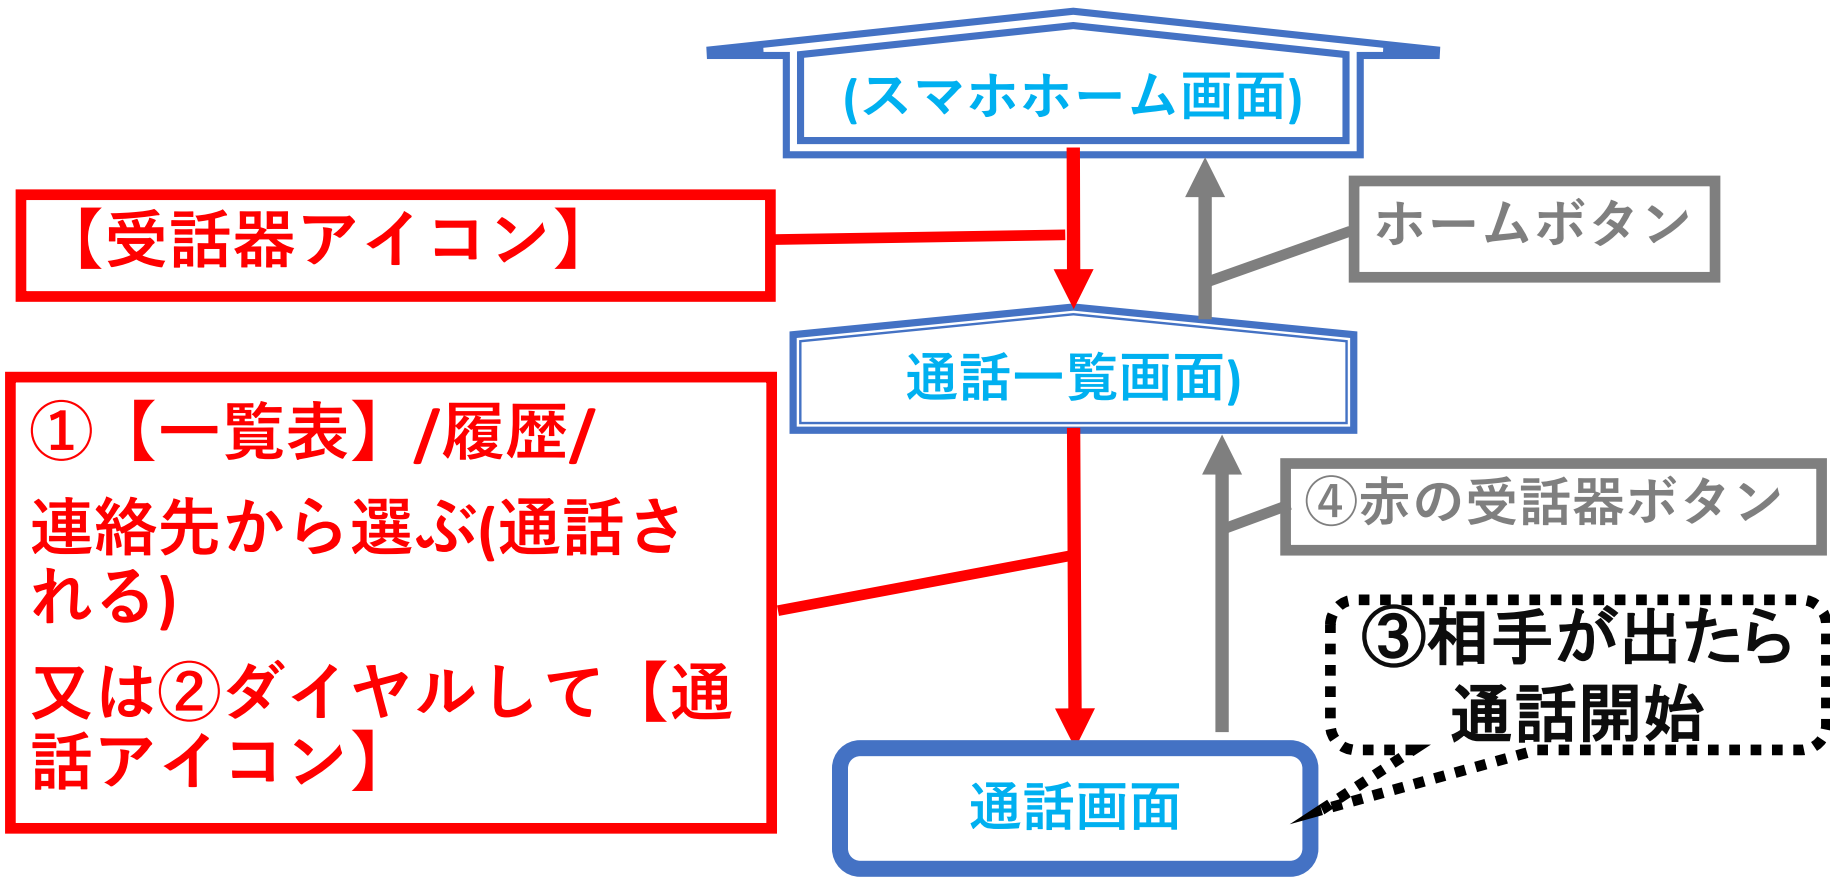 (スマホホーム画面)
【受話器アイコン】
ホームボタン
通話一覧画面)
①【一覧表】/履歴/
連絡先から選ぶ(通話さ
れる)
又は②ダイヤルして【通
話アイコン】
④赤の受話器ボタン
③相手が出たら
通話開始
通話画面